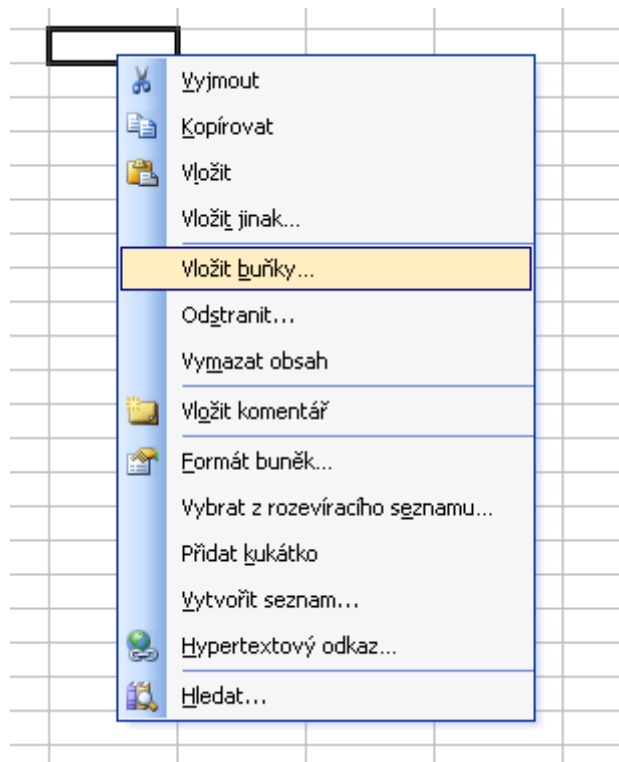 Vyjmout
Kopírovat
Vložit
Vložit jinak...
Vložit buňky...
Odstranit...
Vymazat obsah
Vložit komentář
Formát buněk...
Vybrat z rozevíracího seznamu...
Přidat kukátko
Vytvořit seznam...
Hypertextový odkaz...
Hledat...